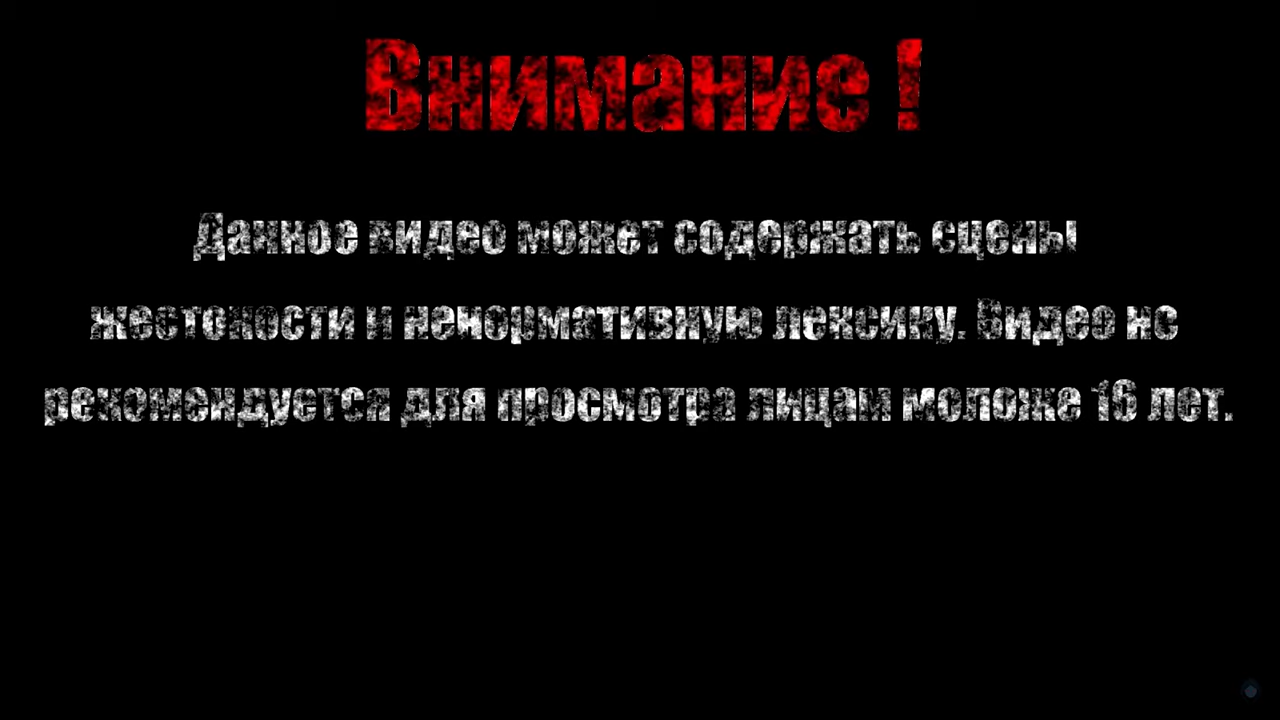 Внимание !
Данное видео может содержать сцены
жестокости и ненормативную лексику. Видео не
рекомендуется для просмотра лицам моложе 16 лет.